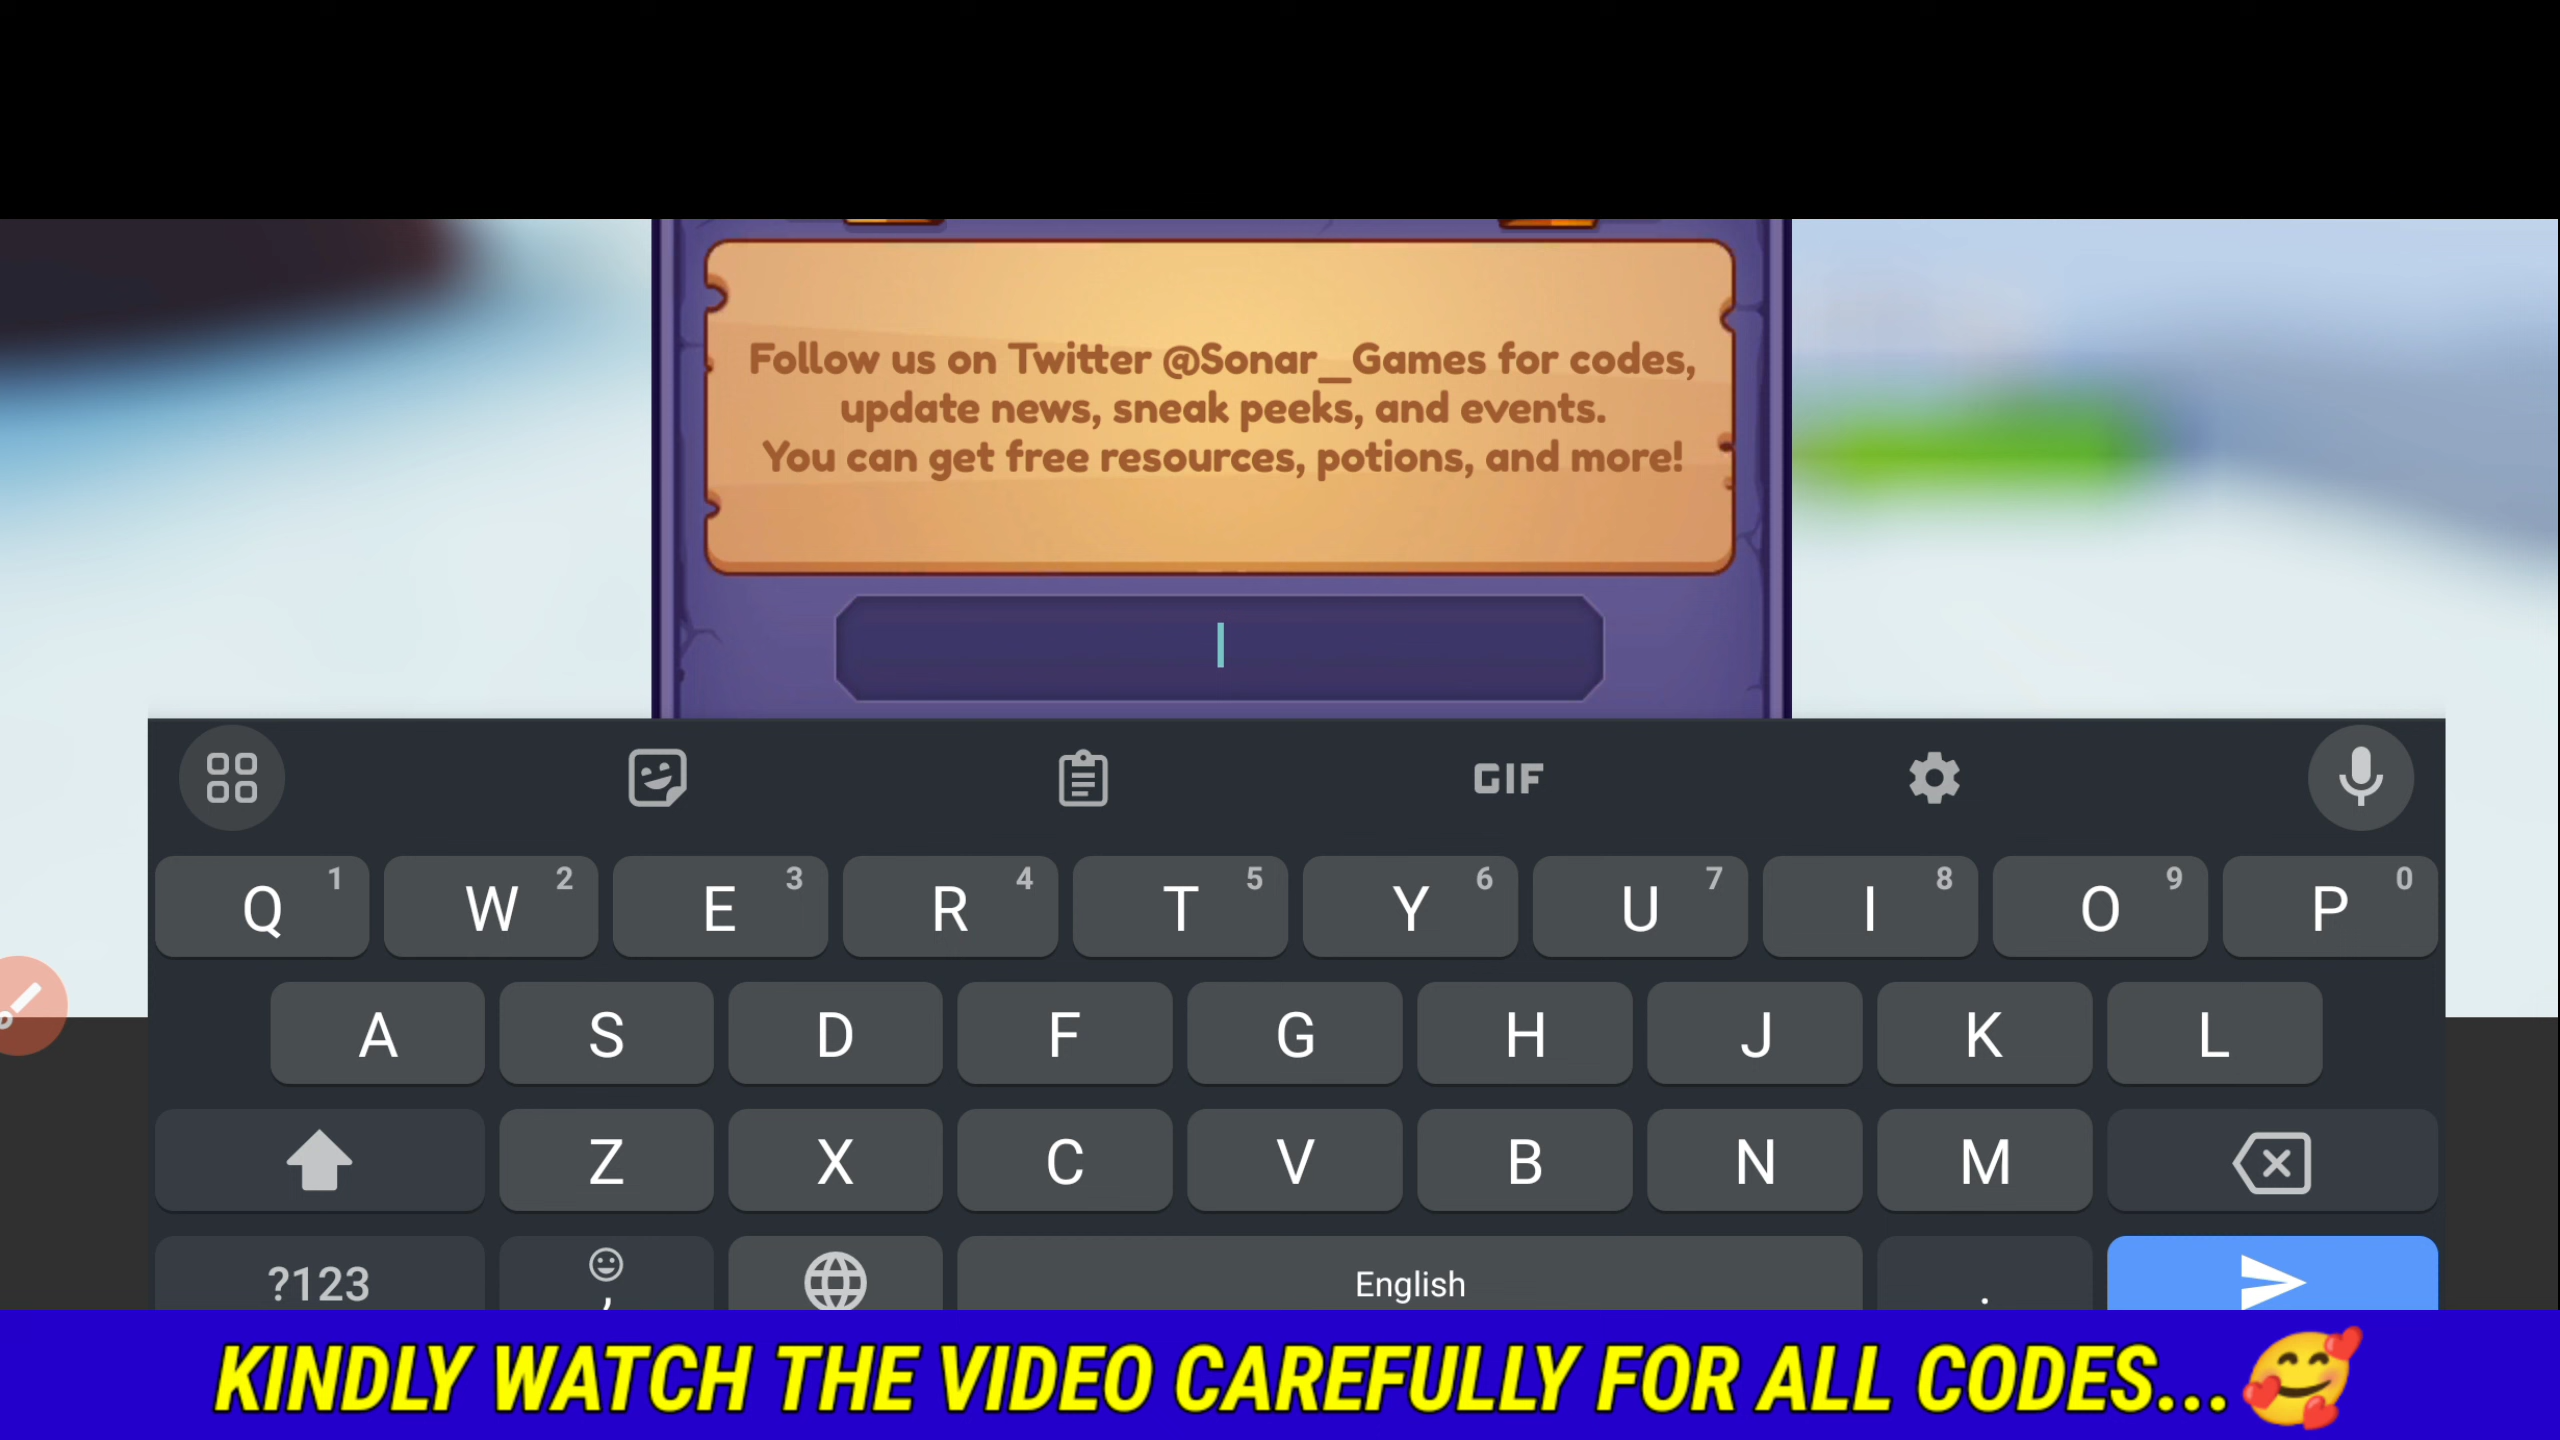 Follow us on Twitter @Sonar_Games for codes,
update news, sneak peeks, and events.
You can get free resources, potions, and more!
GIF
Q 1 W 2 E 3 R 4 T 5 Y 6 U 7 I 8 O 9 P 0
A S D F G H J K L
Z X C V B N M
?123 , English .
KINDLY WATCH THE VIDEO CAREFULLY FOR ALL CODES...